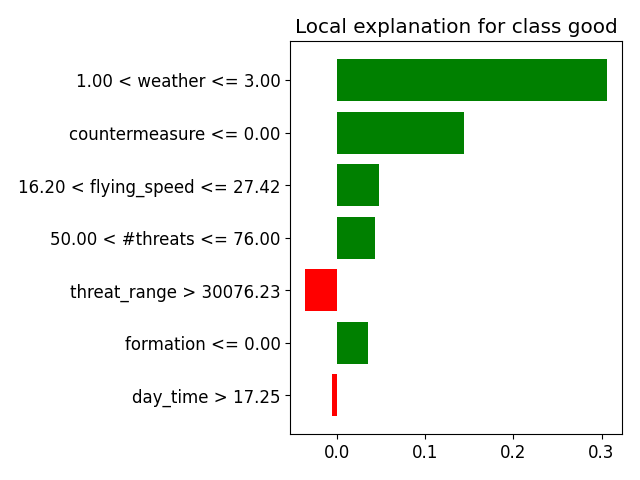 Local explanation for class good
1.00 < weather <= 3.00
countermeasure <= 0.00
16.20 < flying_speed <= 27.42
50.00 < #threats <= 76.00
threat_range > 30076.23
formation <= 0.00
day_time > 17.25
0.0 0.1 0.2 0.3